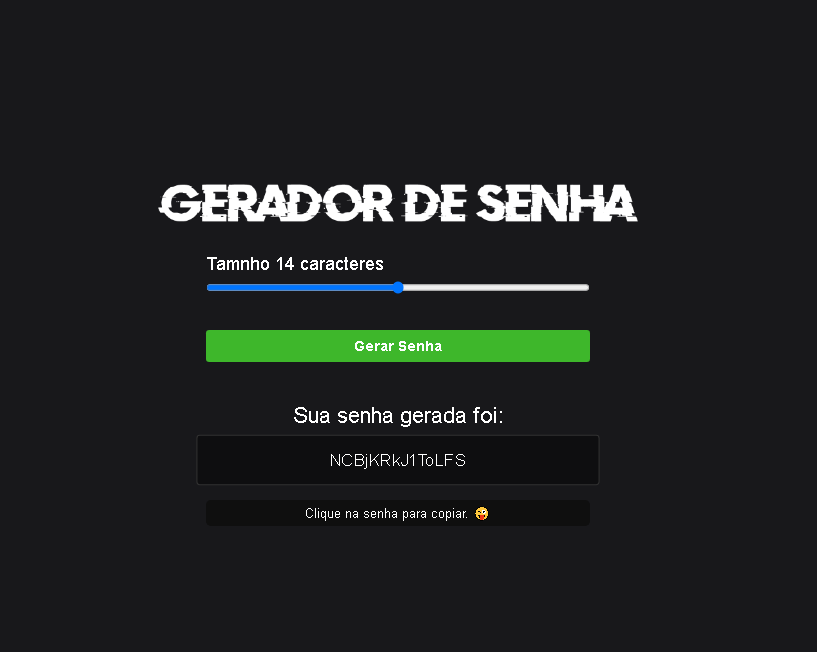 GERADOR DE SENHA
Tamnho 14 caracteres
Gerar Senha
Sua senha gerada foi:
NCBjKRkJ1ToLFS
Clique na senha para copiar. 😜